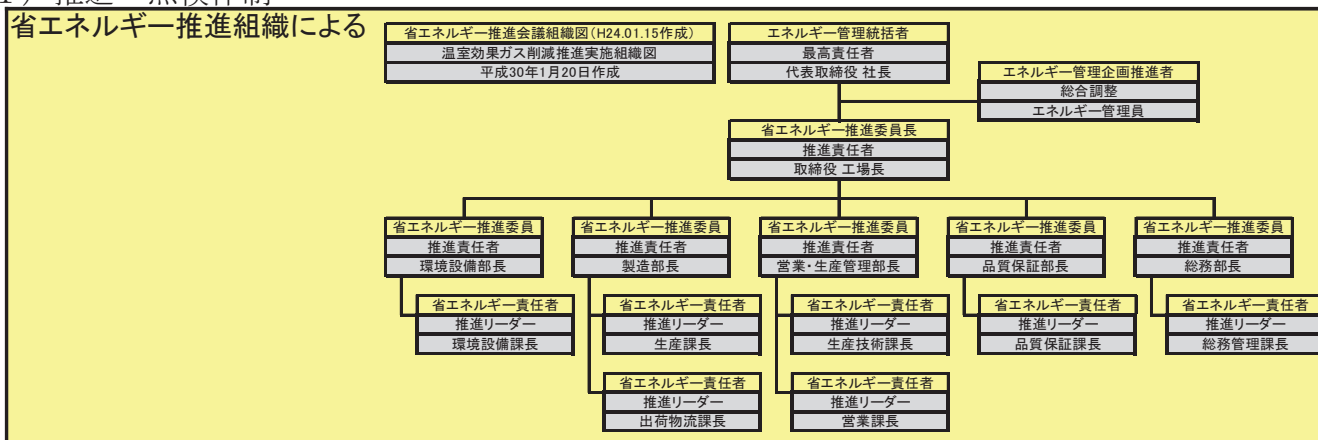 省エネルギー推進組織による
省エネルギー推進会議組織図(H24.01.15作成)
温室効果ガス削減推進実施組織図
平成30年1月20日作成
エネルギー管理統括者
最高責任者
代表取締役 社長
エネルギー管理企画推進者
総合調整
エネルギー管理員
省エネルギー推進委員長
推進責任者
取締役 工場長
省エネルギー推進委員
推進責任者
環境設備部長
省エネルギー推進委員
推進責任者
製造部長
省エネルギー推進委員
推進責任者
営業・生産管理部長
省エネルギー推進委員
推進責任者
品質保証部長
省エネルギー推進委員
推進責任者
総務部長
省エネルギー責任者
推進リーダー
環境設備課長
省エネルギー責任者
推進リーダー
生産課長
省エネルギー責任者
推進リーダー
生産技術課長
省エネルギー責任者
推進リーダー
品質保証課長
省エネルギー責任者
推進リーダー
総務管理課長
省エネルギー責任者
推進リーダー
出荷物流課長
省エネルギー責任者
推進リーダー
営業課長